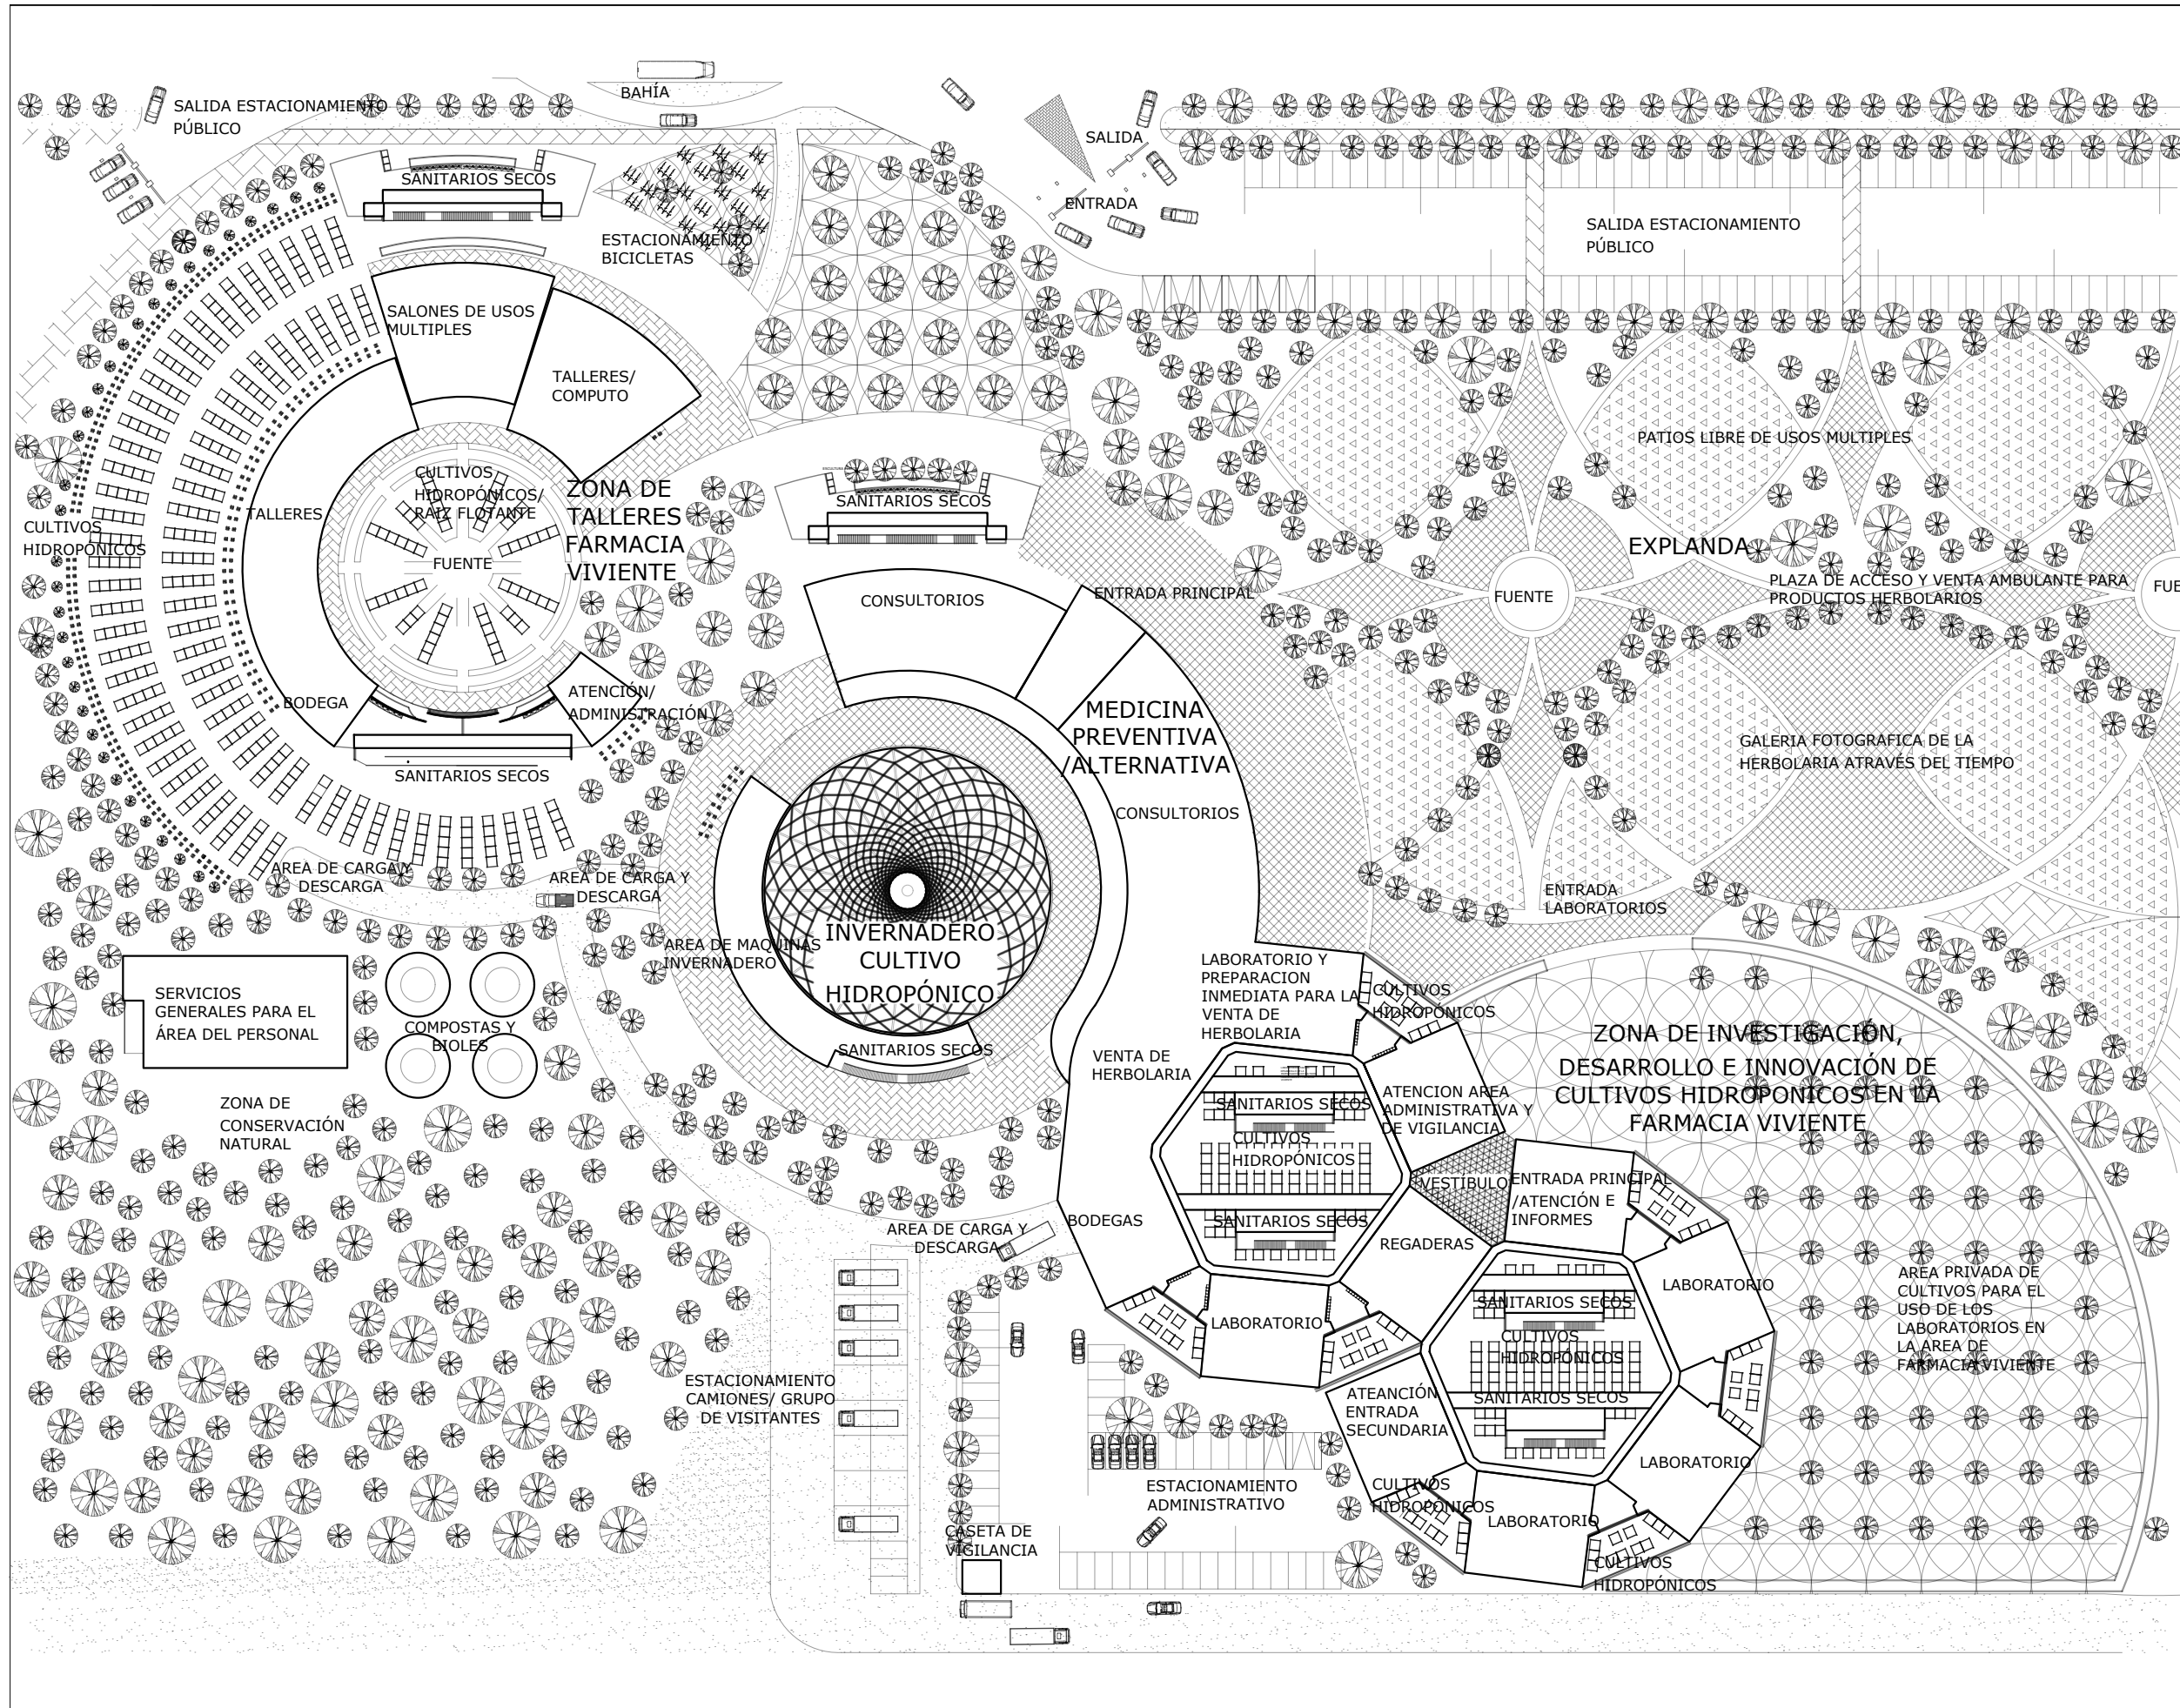 BAHÍA
SALIDA ESTACIONAMIENTO
PÚBLICO
SALIDA
SANITARIOS SECOS
ENTRADA
ESTACIONAMIENTO
BICICLETAS
SALIDA ESTACIONAMIENTO
PÚBLICO
SALONES DE USOS
MULTIPLES
TALLERES/
COMPUTO
PATIOS LIBRE DE USOS MULTIPLES
CULTIVOS
HIDROPÓNICOS/
RAIZ FLOTANTE
ZONA DE
TALLERES
FARMACIA
VIVIENTE
SANITARIOS SECOS
TALLERES
CULTIVOS
HIDROPÓNICOS
FUENTE
EXPLANDA
PLAZA DE ACCESO Y VENTA AMBULANTE PARA
PRODUCTOS HERBOLARIOS
FUENTE
FUE
CONSULTORIOS
ENTRADA PRINCIPAL
BODEGA
ATENCIÓN/
ADMINISTRACIÓN
MEDICINA
PREVENTIVA
/ALTERNATIVA
SANITARIOS SECOS
GALERIA FOTOGRAFICA DE LA
HERBOLARIA ATRAVÉS DEL TIEMPO
CONSULTORIOS
AREA DE CARGA Y
DESCARGA
AREA DE CARGA Y
DESCARGA
ENTRADA
LABORATORIOS
AREA DE MAQUINAS
INVERNADERO
INVERNADERO
CULTIVO
HIDROPÓNICO
LABORATORIO Y
PREPARACION
INMEDIATA PARA LA
VENTA DE
HERBOLARIA
CULTIVOS
HIDROPÓNICOS
SERVICIOS
GENERALES PARA EL
ÁREA DEL PERSONAL
COMPOSTAS Y
BIOLES
SANITARIOS SECOS
VENTA DE
HERBOLARIA
ZONA DE INVESTIGACIÓN,
DESARROLLO E INNOVACIÓN DE
CULTIVOS HIDROPONICOS EN LA
FARMACIA VIVIENTE
ZONA DE
CONSERVACIÓN
NATURAL
SANITARIOS SECOS
CULTIVOS
HIDROPÓNICOS
ATENCION AREA
ADMINISTRATIVA Y
DE VIGILANCIA
VESTÍBULO
ENTRADA PRINCIPAL
/ATENCIÓN E
INFORMES
BODEGAS
SANITARIOS SECOS
REGADERAS
AREA DE CARGA Y
DESCARGA
LABORATORIO
AREA PRIVADA DE
CULTIVOS PARA EL
USO DE LOS
LABORATORIOS EN
LA AREA DE
FARMACIA VIVIENTE
SANITARIOS SECOS
LABORATORIO
CULTIVOS
HIDROPÓNICOS
SANITARIOS SECOS
ESTACIONAMIENTO
CAMIONES/ GRUPO
DE VISITANTES
ATEANCIÓN
ENTRADA
SECUNDARIA
LABORATORIO
ESTACIONAMIENTO
ADMINISTRATIVO
CULTIVOS
HIDROPÓNICOS
LABORATORIO
CASETA DE
VIGILANCIA
CULTIVOS
HIDROPÓNICOS